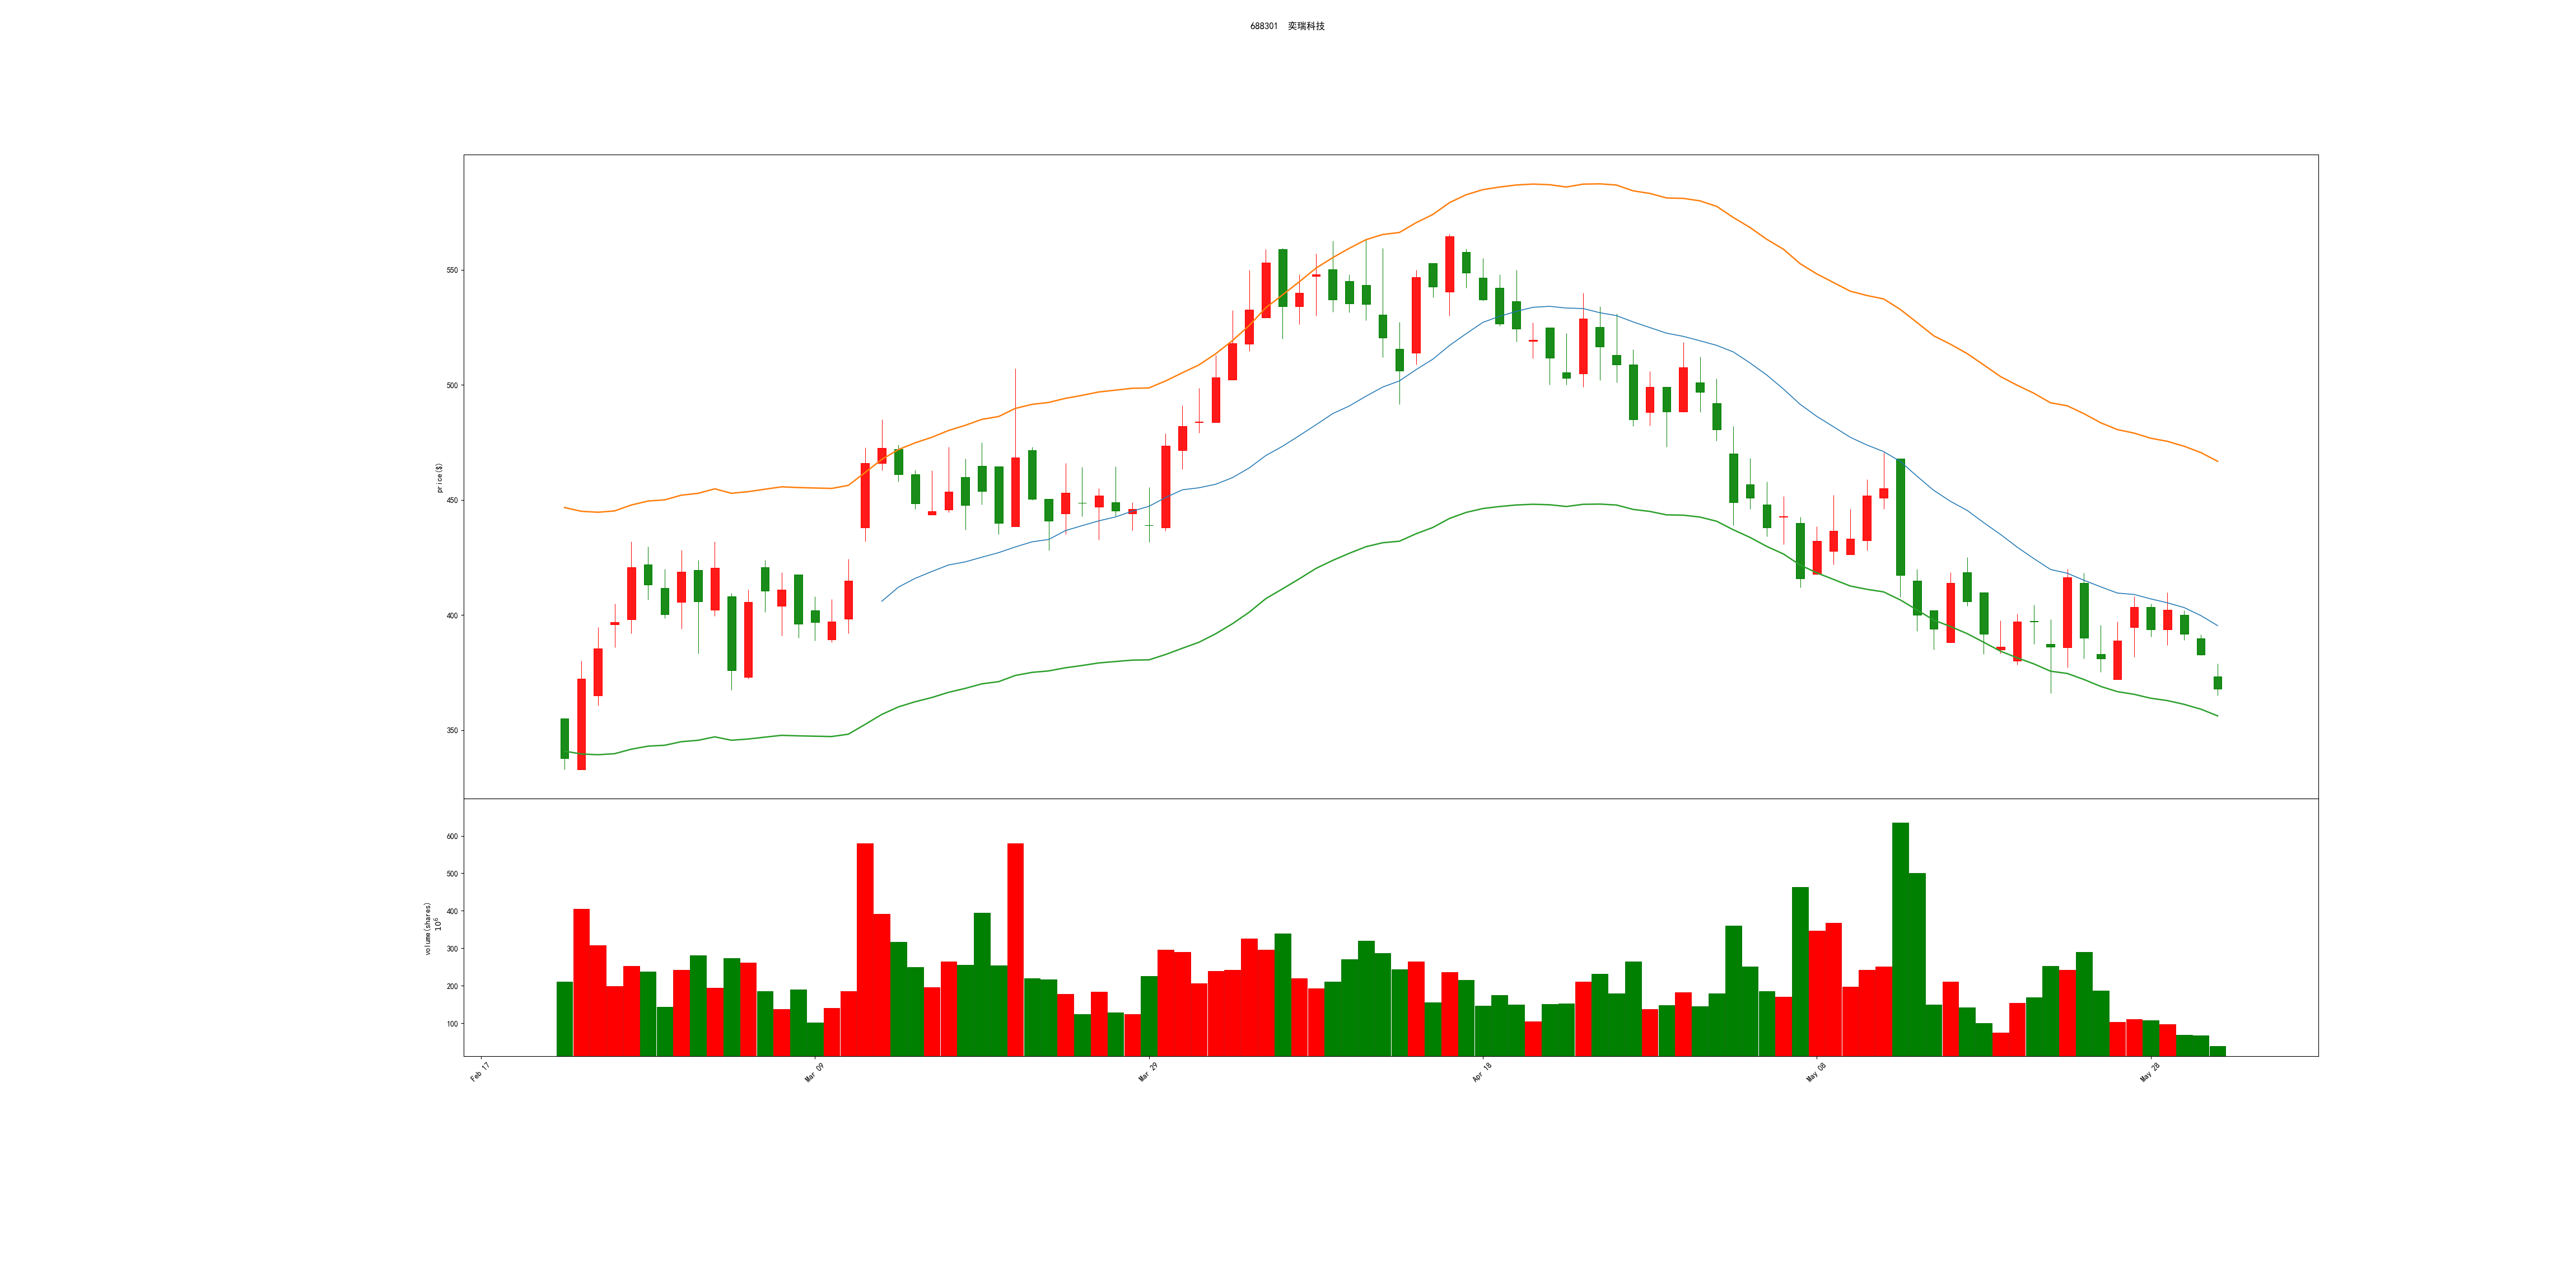 688301 奕瑞科技
price($)
550
500
450
400
350
volume(shares)
10⁶
600
500
400
300
200
100
Feb 17
Mar 09
Mar 29
Apr 18
May 08
May 28